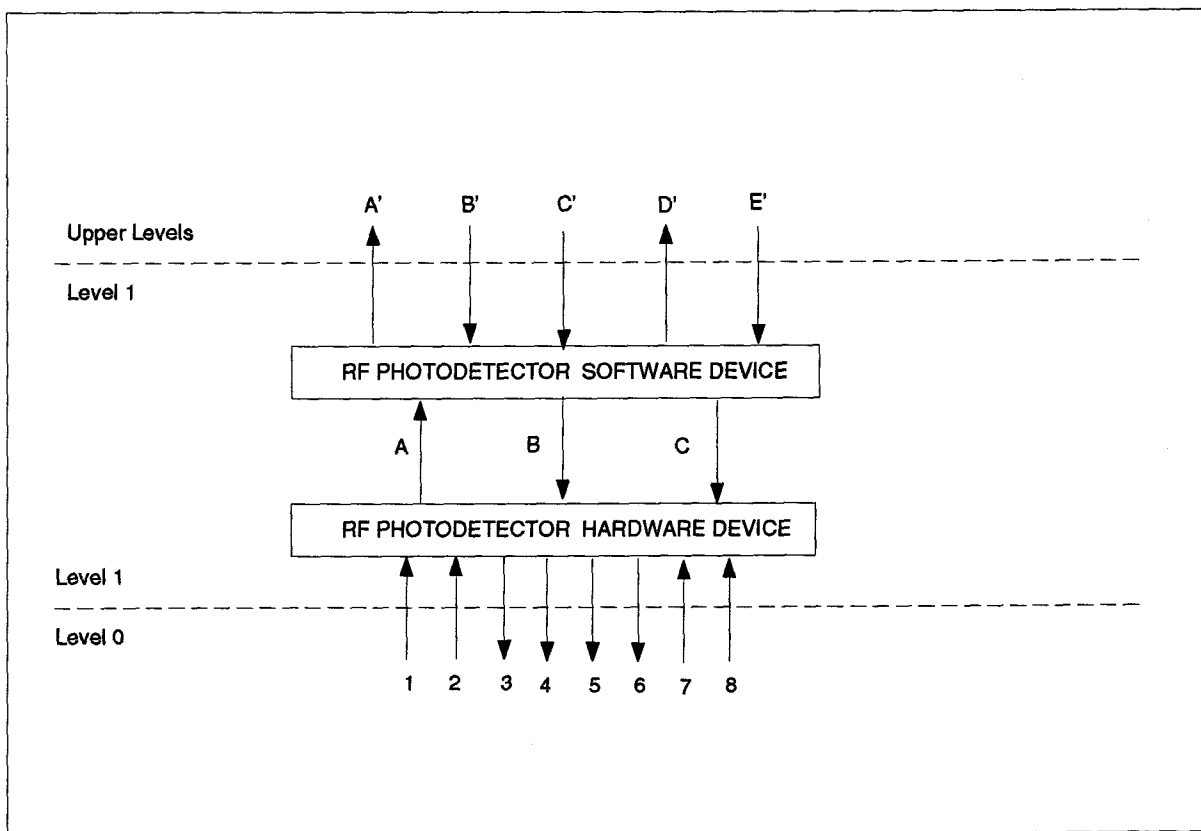 A' B' C' D' E'
Upper Levels
Level 1
RF PHOTODETECTOR SOFTWARE DEVICE
A B C
RF PHOTODETECTOR HARDWARE DEVICE
Level 1
Level 0
1 2 3 4 5 6 7 8